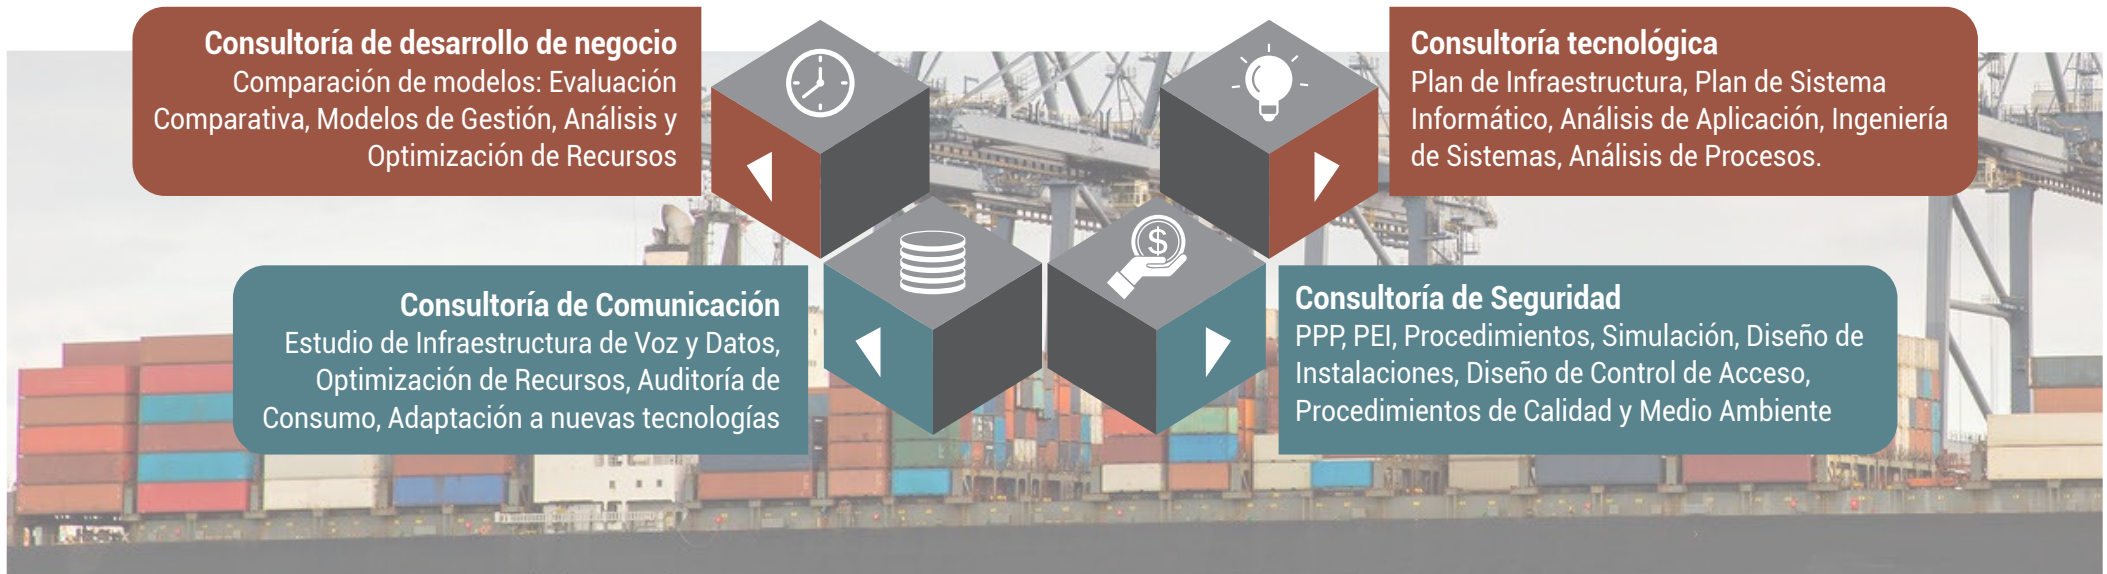 Consultoría de desarrollo de negocio
Comparación de modelos: Evaluación
Comparativa, Modelos de Gestión, Análisis y
Optimización de Recursos
Consultoría tecnológica
Plan de Infraestructura, Plan de Sistema
Informático, Análisis de Aplicación, Ingeniería
de Sistemas, Análisis de Procesos.
Consultoría de Comunicación
Estudio de Infraestructura de Voz y Datos,
Optimización de Recursos, Auditoría de
Consumo, Adaptación a nuevas tecnologías
$
Consultoría de Seguridad
PPP, PEI, Procedimientos, Simulación, Diseño de
Instalaciones, Diseño de Control de Acceso,
Procedimientos de Calidad y Medio Ambiente